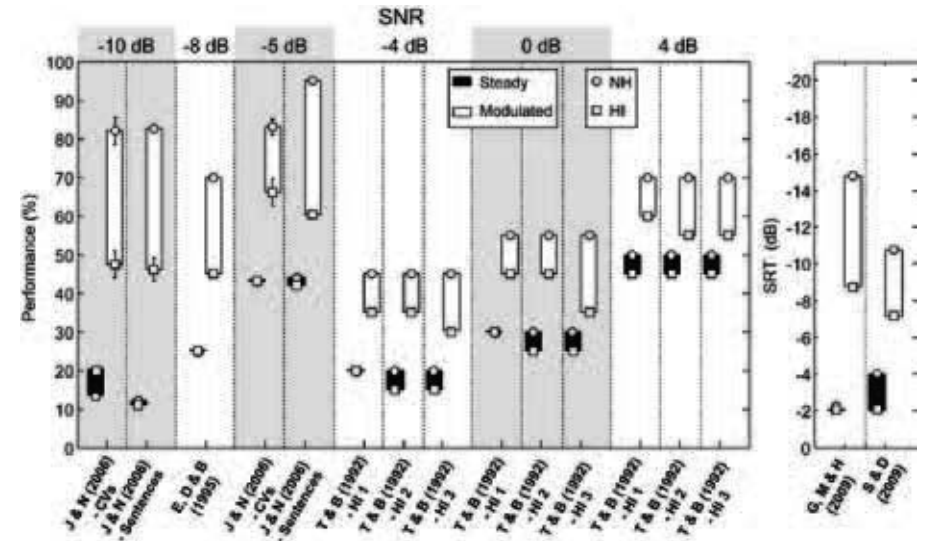 SNR
-10 dB
-8 dB
-5 dB
-4 dB
0 dB
4 dB
Steady
Modulated
NH
HI
Performance (%)
100
90
80
70
60
50
40
30
20
10
0
SRT (dB)
-20
-18
-16
-14
-12
-10
-8
-6
-4
-2
0
J & N (2006)
- CVs
J & N (2006)
- Sentences
E, D & B
(1995)
J & N (2006)
- CVs
J & N (2006)
- Sentences
T & B (1992)
- HI 1
T & B (1992)
- HI 2
T & B (1992)
- HI 3
T & B (1992)
- HI 1
T & B (1992)
- HI 2
T & B (1992)
- HI 3
T & B (1992)
- HI 1
T & B (1992)
- HI 2
T & B (1992)
- HI 3
G, M & H
(2009)
S & D
(2009)